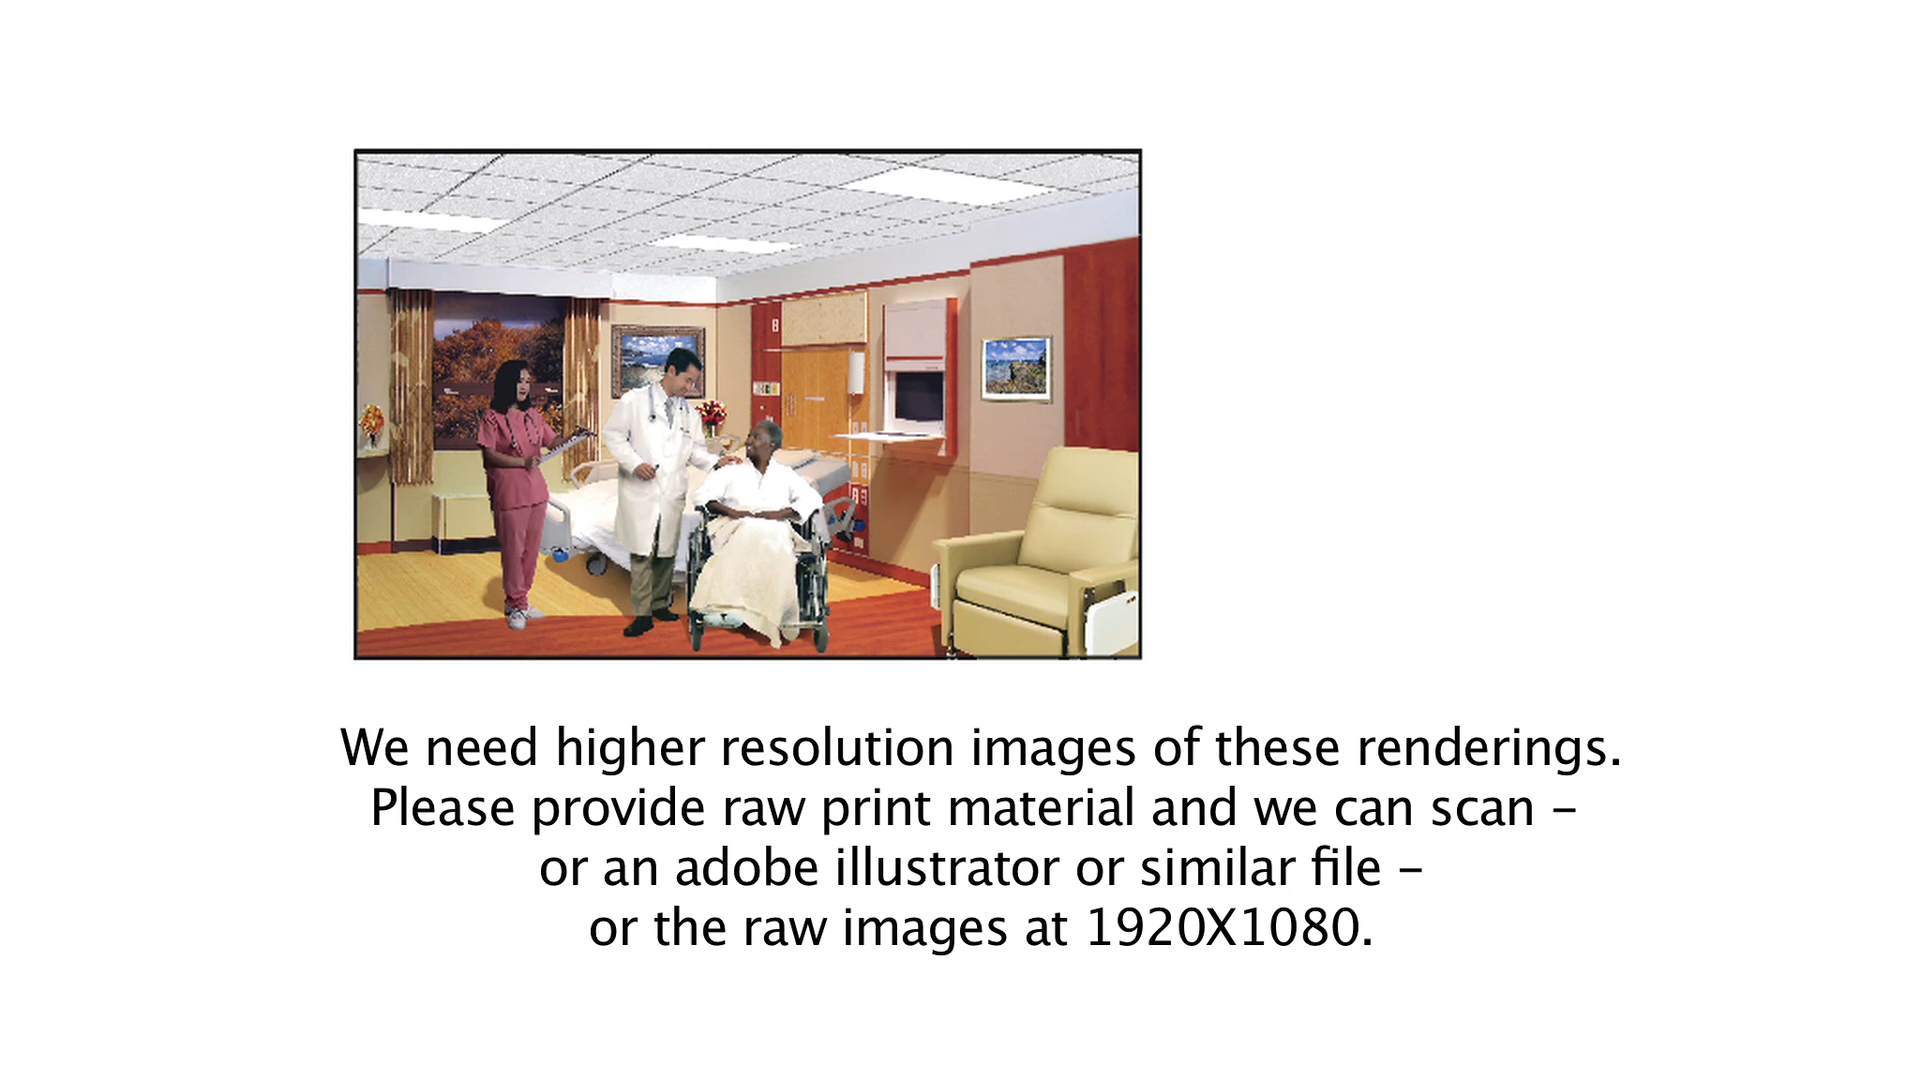 We need higher resolution images of these renderings.
Please provide raw print material and we can scan –
or an adobe illustrator or similar file –
or the raw images at 1920X1080.